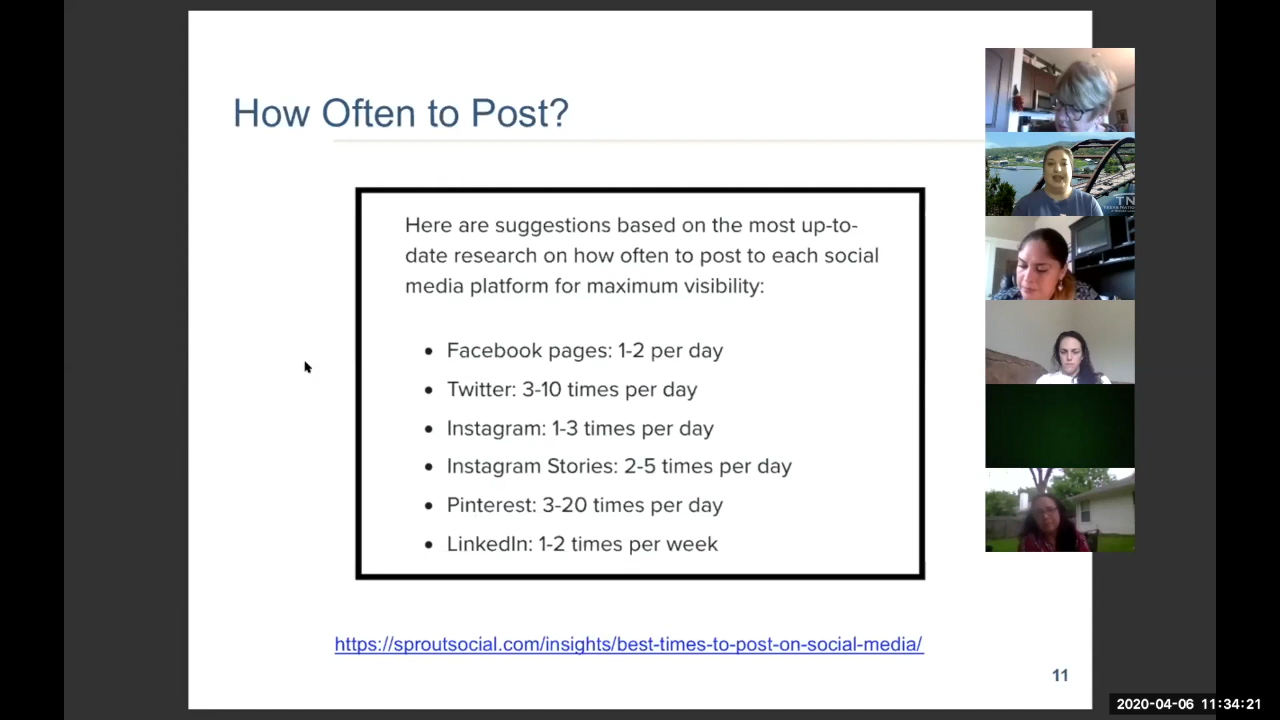 How Often to Post?
Here are suggestions based on the most up-to-
date research on how often to post to each social
media platform for maximum visibility:
• Facebook pages: 1-2 per day
• Twitter: 3-10 times per day
• Instagram: 1-3 times per day
• Instagram Stories: 2-5 times per day
• Pinterest: 3-20 times per day
• LinkedIn: 1-2 times per week
https://sproutsocial.com/insights/best-times-to-post-on-social-media/
11
TN
2020-04-06 11:34:21